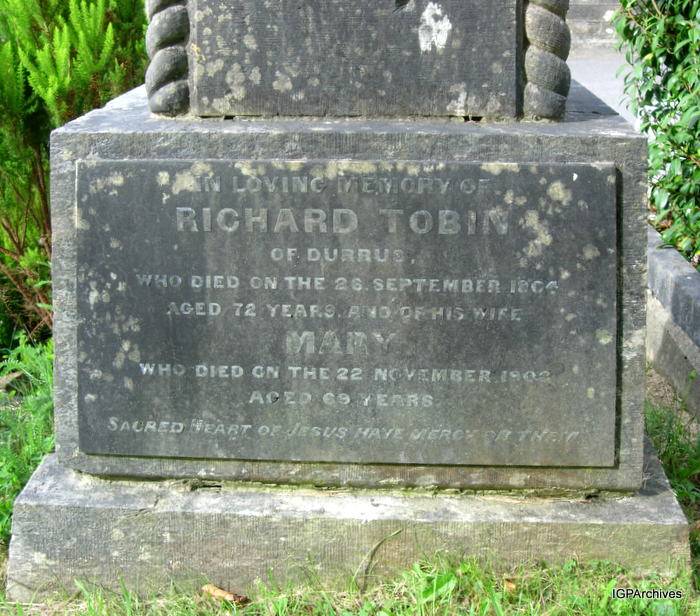 IN LOVING MEMORY OF
RICHARD TOBIN
OF DURRUS,
WHO DIED ON THE 26 SEPTEMBER 1904
AGED 72 YEARS, AND OF HIS WIFE
MARY
WHO DIED ON THE 22 NOVEMBER 1902
AGED 69 YEARS
SACRED HEART OF JESUS HAVE MERCY ON THEM
IGPArchives